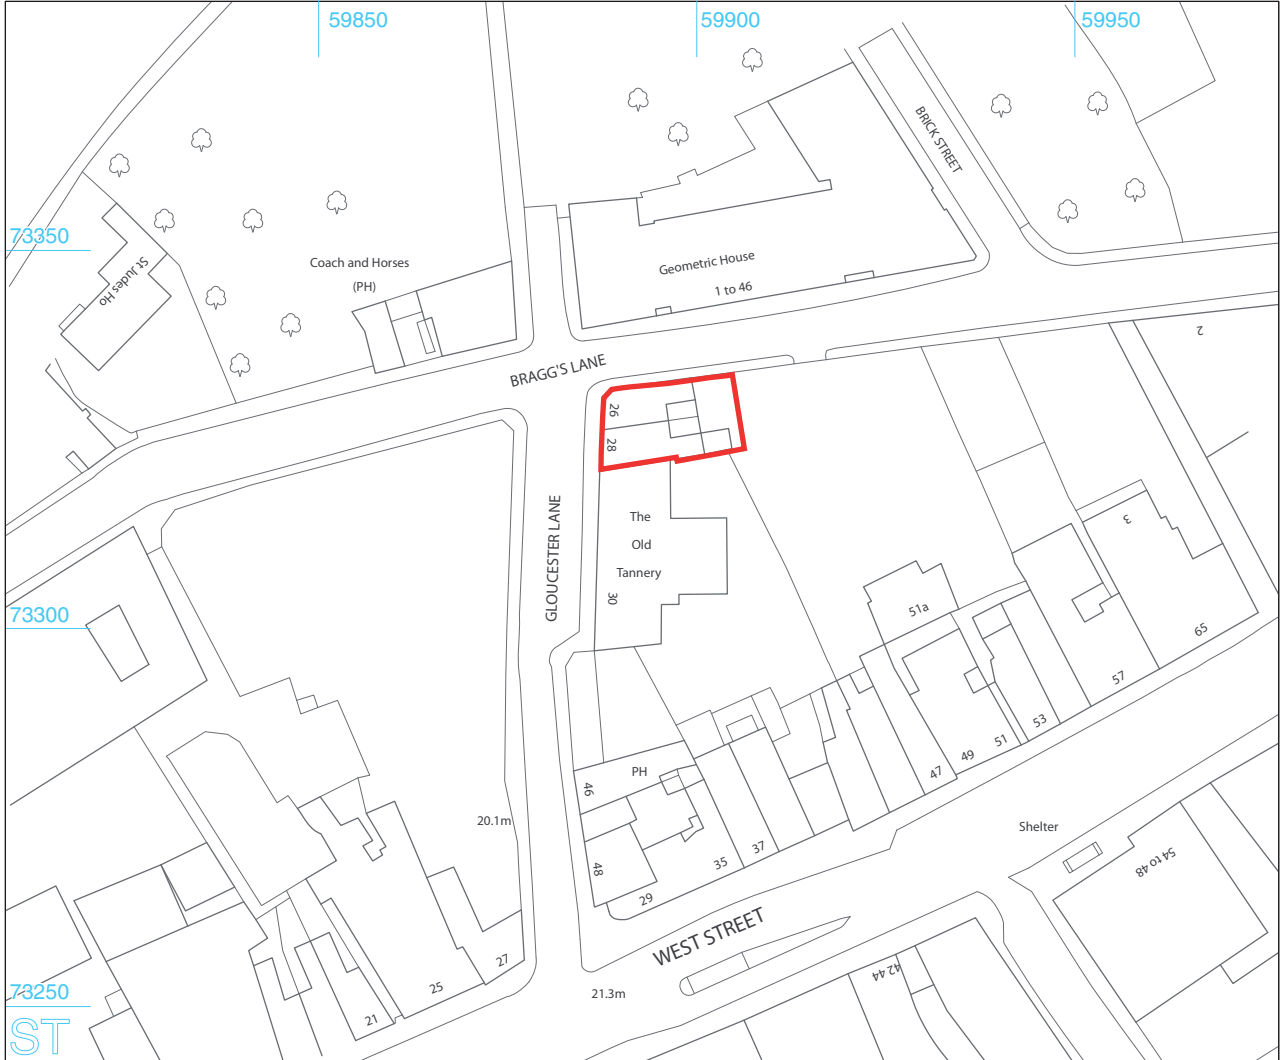 59850
59900
59950
BRICK STREET
73350
St Judes Ho
Coach and Horses
(PH)
Geometric House
1 to 46
2
BRAGG'S LANE
26
28
GLOUCESTER LANE
The
Old
Tannery
30
3
51a
73300
65
57
53
51
49
47
PH
46
20.1m
Shelter
37
35
48
29
54 to 48
WEST STREET
27
25
21
42 44
21.3m
73250
ST